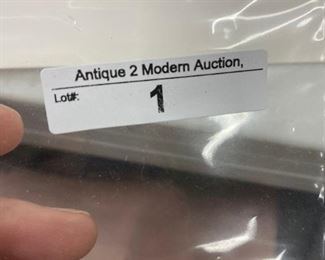 Antique 2 Modern Auction,
Lot#: 1